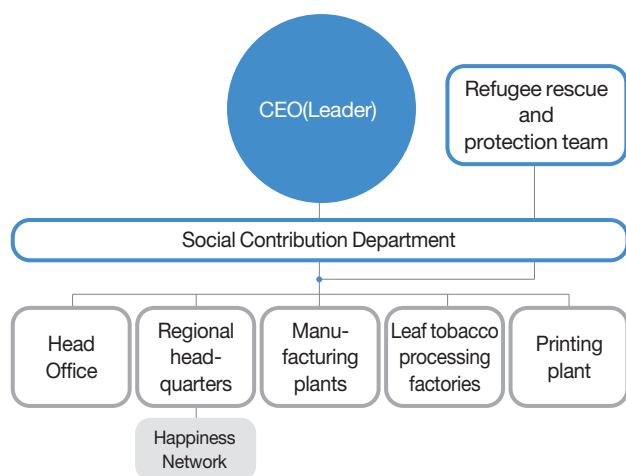 CEO(Leader)
Refugee rescue
and
protection team
Social Contribution Department
Head
Office
Regional
head-
quarters
Manu-
facturing
plants
Leaf tobacco
processing
factories
Printing
plant
Happiness
Network